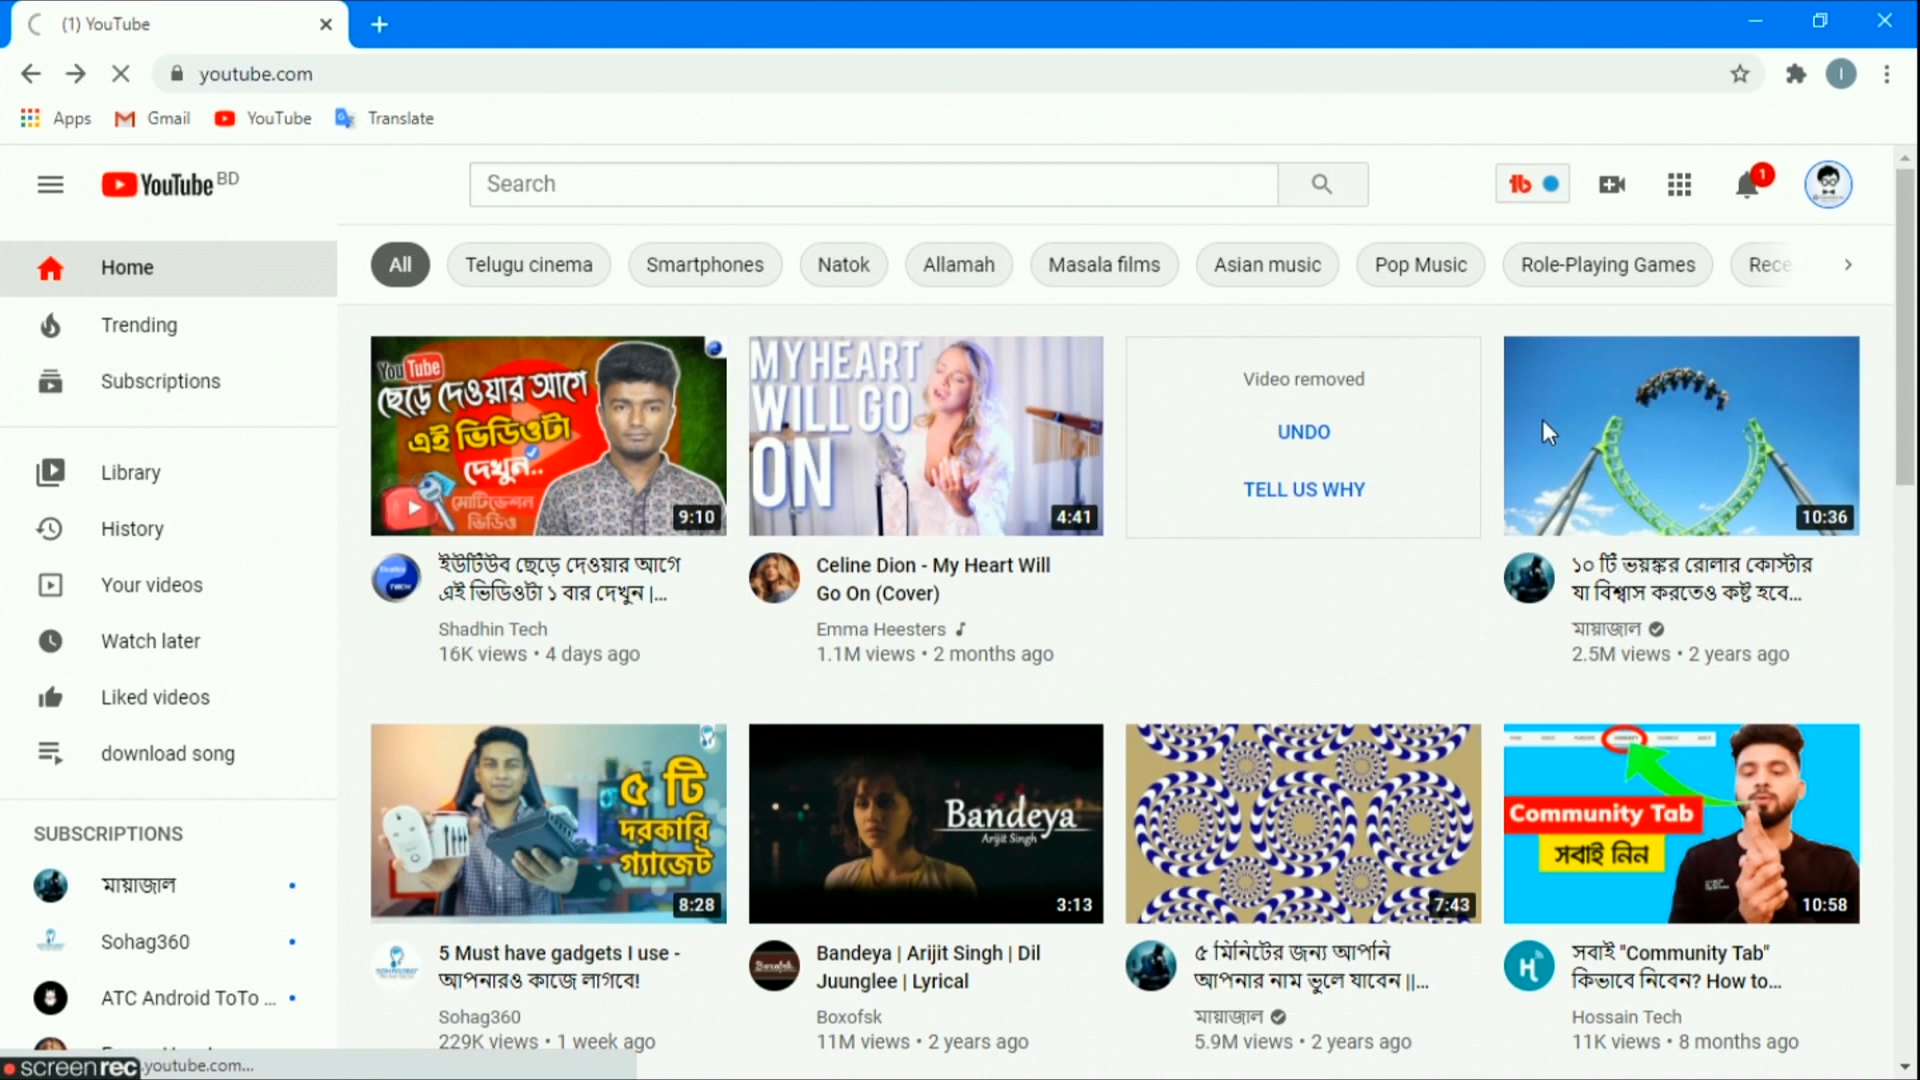 (1) YouTube
youtube.com
Apps
Gmail
YouTube
Translate
YouTube BD
Search
1
Home
Trending
Subscriptions
Library
History
Your videos
Watch later
Liked videos
download song
SUBSCRIPTIONS
মায়াজাল
Sohag360
ATC Android ToTo ...
All
Telugu cinema
Smartphones
Natok
Allamah
Masala films
Asian music
Pop Music
Role-Playing Games
Rece
YouTube
ছেড়ে দেওয়ার আগে
এই ভিডিওটা
দেখুন..
মোটিভেশন
ভিডিও
9:10
ইউটিউব ছেড়ে দেওয়ার আগে
এই ভিডিওটা ১ বার দেখুন |...
Shadhin Tech
16K views • 4 days ago
MY HEART
WILL GO
ON
4:41
Celine Dion - My Heart Will
Go On (Cover)
Emma Heesters
1.1M views • 2 months ago
Video removed
UNDO
TELL US WHY
10:36
১০ টি ভয়ঙ্কর রোলার কোস্টার
যা বিশ্বাস করতেও কষ্ট হবে...
মায়াজাল
2.5M views • 2 years ago
৫ টি
দরকারি
গ্যাজেট
8:28
5 Must have gadgets I use -
আপনারও কাজে লাগবে!
Sohag360
229K views • 1 week ago
Bandeya
Arijit Singh
3:13
Bandeya | Arijit Singh | Dil
Juunglee | Lyrical
Boxofsk
11M views • 2 years ago
7:43
৫ মিনিটের জন্য আপনি
আপনার নাম ভুলে যাবেন ||...
মায়াজাল
5.9M views • 2 years ago
Community Tab
সবাই নিন
10:58
সবাই "Community Tab"
কিভাবে নিবেন? How to...
Hossain Tech
11K views • 8 months ago
screenrec
.youtube.com...